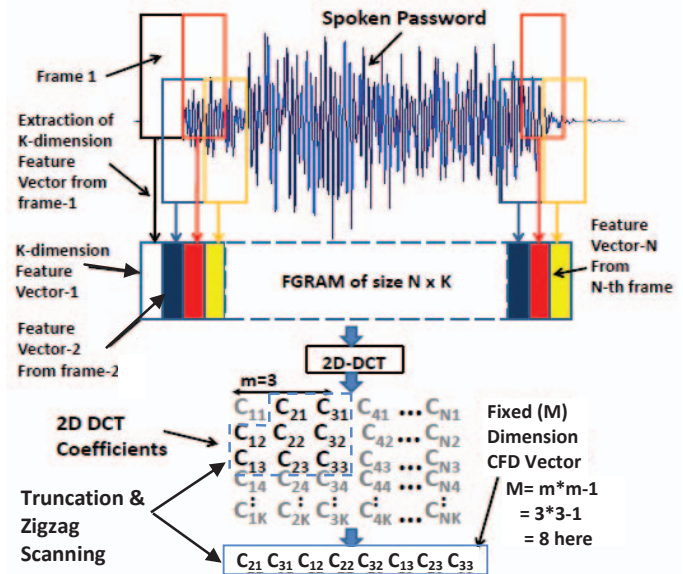 Spoken Password
Frame 1
Extraction of
K-dimension
Feature
Vector from
frame-1
K-dimension
Feature
Vector-1
Feature
Vector-2
From frame-2
FGRAM of size N x K
Feature
Vector-N
From
N-th frame
2D-DCT
m=3
2D DCT
Coefficients
C11 C21 C31 C41 ... CN1
C12 C22 C32 C42 ... CN2
C13 C23 C33 C43 ... CN3
C14 C24 C34 C44 ... CN4
C1K C2K C3K C4K ... CNK
Truncation &
Zigzag
Scanning
Fixed (M)
Dimension
CFD Vector
M= m*m-1
= 3*3-1
= 8 here
C21 C31 C12 C22 C32 C13 C23 C33